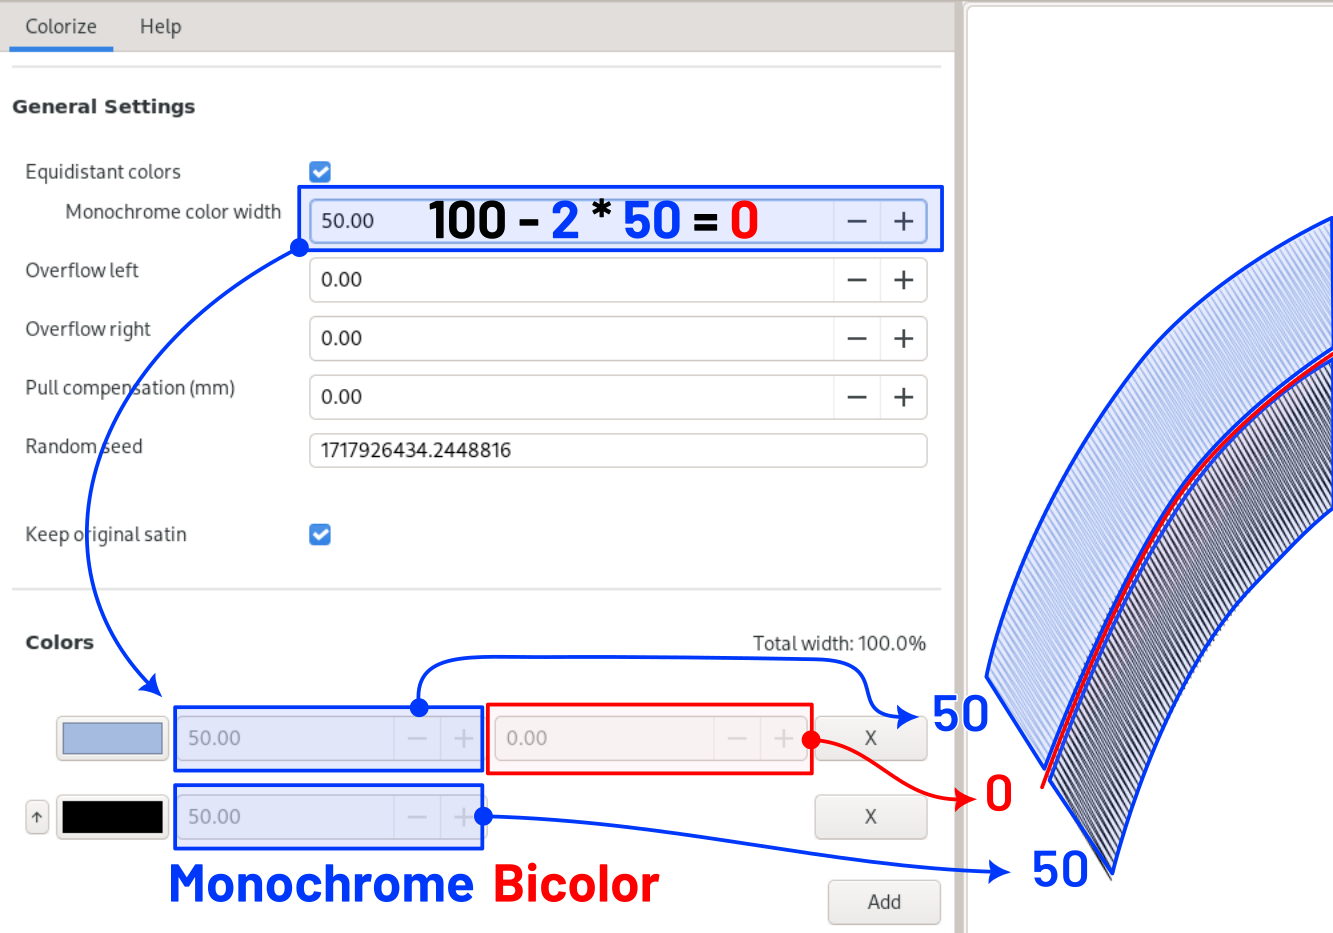 Colorize Help
General Settings
Equidistant colors
Monochrome color width 50.00 100 - 2 * 50 = 0 − +
Overflow left 0.00 − +
Overflow right 0.00 − +
Pull compensation (mm) 0.00 − +
Random seed 1717926434.2448816
Keep original satin
Colors Total width: 100.0%
50.00 − + 0.00 − + X 50
0
↑ 50.00 − + X
50
Monochrome Bicolor
Add